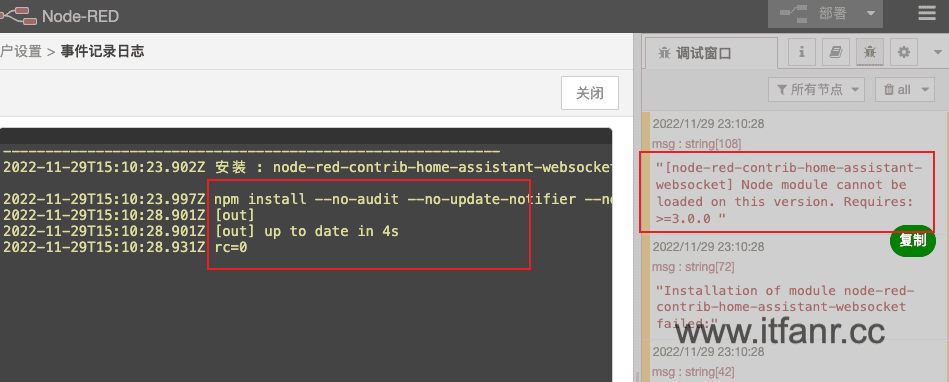 Node-RED
部署
户设置 > 事件记录日志
关闭
-----------------------------------------------------------
2022-11-29T15:10:23.902Z 安装 : node-red-contrib-home-assistant-websocket
2022-11-29T15:10:23.997Z npm install --no-audit --no-update-notifier --no
2022-11-29T15:10:28.901Z [out]
2022-11-29T15:10:28.901Z [out] up to date in 4s
2022-11-29T15:10:28.931Z rc=0
调试窗口
i
所有节点
all
2022/11/29 23:10:28
msg : string[108]
"[node-red-contrib-home-assistant-
websocket] Node module cannot be
loaded on this version. Requires:
>=3.0.0 "
复制
2022/11/29 23:10:28
msg : string[72]
"Installation of module node-red-
contrib-home-assistant-websocket
failed:"
www.itfanr.cc
2022/11/29 23:10:28
msg : string[42]